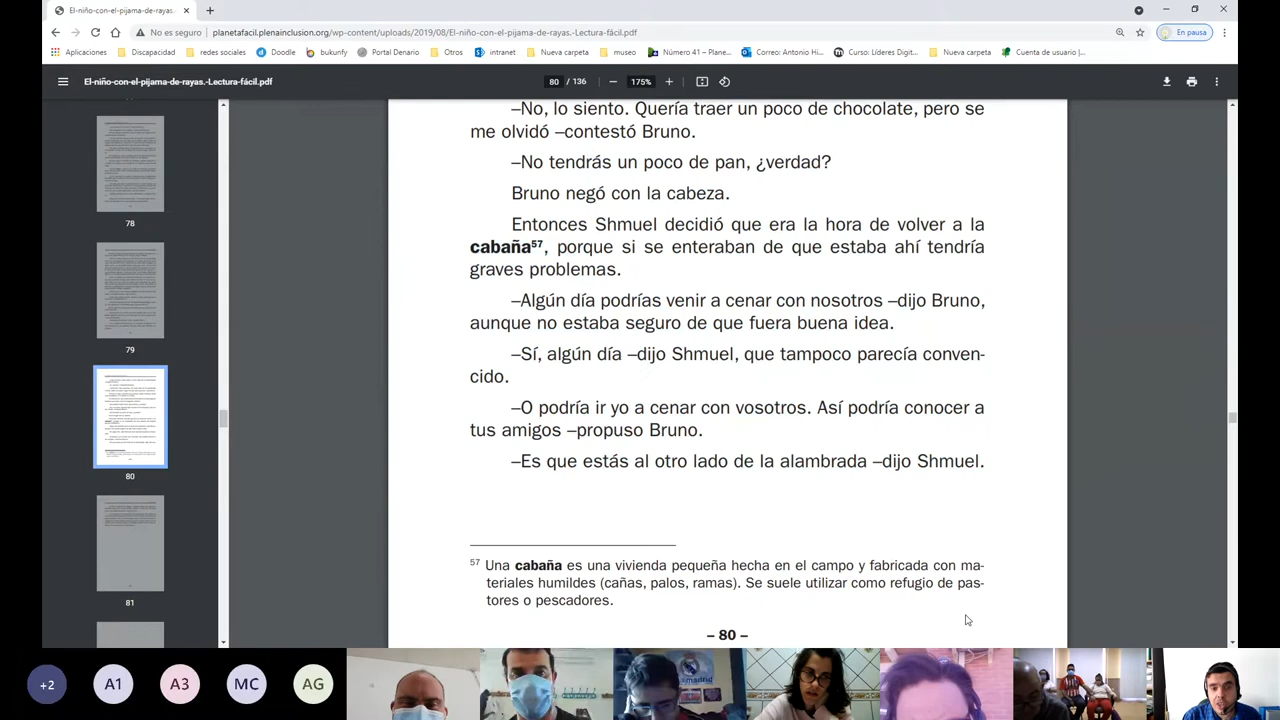 El-niño-con-el-pijama-de-rayas.
No es seguro planetafacil.plenainclusion.org/wp-content/uploads/2019/08/El-niño-con-el-pijama-de-rayas.-Lectura-fácil.pdf En pausa
Aplicaciones Discapacidad redes sociales Doodle bukunfy Portal Denario Otros intranet Nueva carpeta museo Número 41 – Plane... Correo: Antonio Hi... Curso: Líderes Digit... Nueva carpeta Cuenta de usuario|...
El-niño-con-el-pijama-de-rayas.-Lectura-fácil.pdf 80 / 136 175%
78
79
80
81
–No, lo siento. Quería traer un poco de chocolate, pero se
me olvidó –contestó Bruno.
–No tendrás un poco de pan, ¿verdad?
Bruno negó con la cabeza.
Entonces Shmuel decidió que era la hora de volver a la
cabaña57, porque si se enteraban de que estaba ahí tendría
graves problemas.
–Algún día podrías venir a cenar con nosotros –dijo Bruno,
aunque no estaba seguro de que fuera buena idea.
–Sí, algún día –dijo Shmuel, que tampoco parecía conven-
cido.
–O podría ir yo a cenar con vosotros. Así podría conocer a
tus amigos –propuso Bruno.
–Es que estás al otro lado de la alambrada –dijo Shmuel.
57 Una cabaña es una vivienda pequeña hecha en el campo y fabricada con ma-
teriales humildes (cañas, palos, ramas). Se suele utilizar como refugio de pas-
tores o pescadores.
– 80 –
+2 A1 A3 MC AG